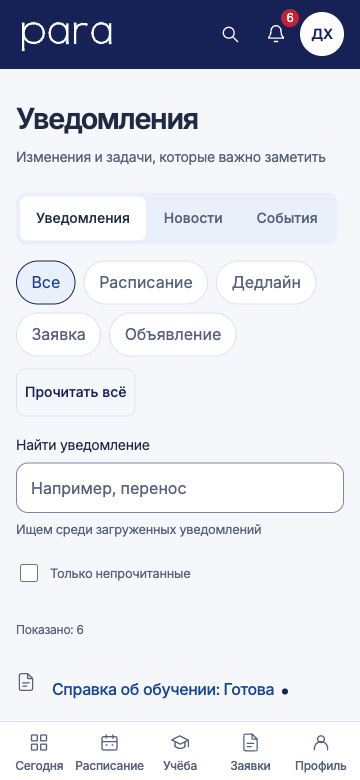 para
6
ДХ
Уведомления
Изменения и задачи, которые важно заметить
Уведомления Новости События
Все Расписание Дедлайн
Заявка Объявление
Прочитать всё
Найти уведомление
Например, перенос
Ищем среди загруженных уведомлений
Только непрочитанные
Показано: 6
Справка об обучении: Готова
Сегодня Расписание Учёба Заявки Профиль